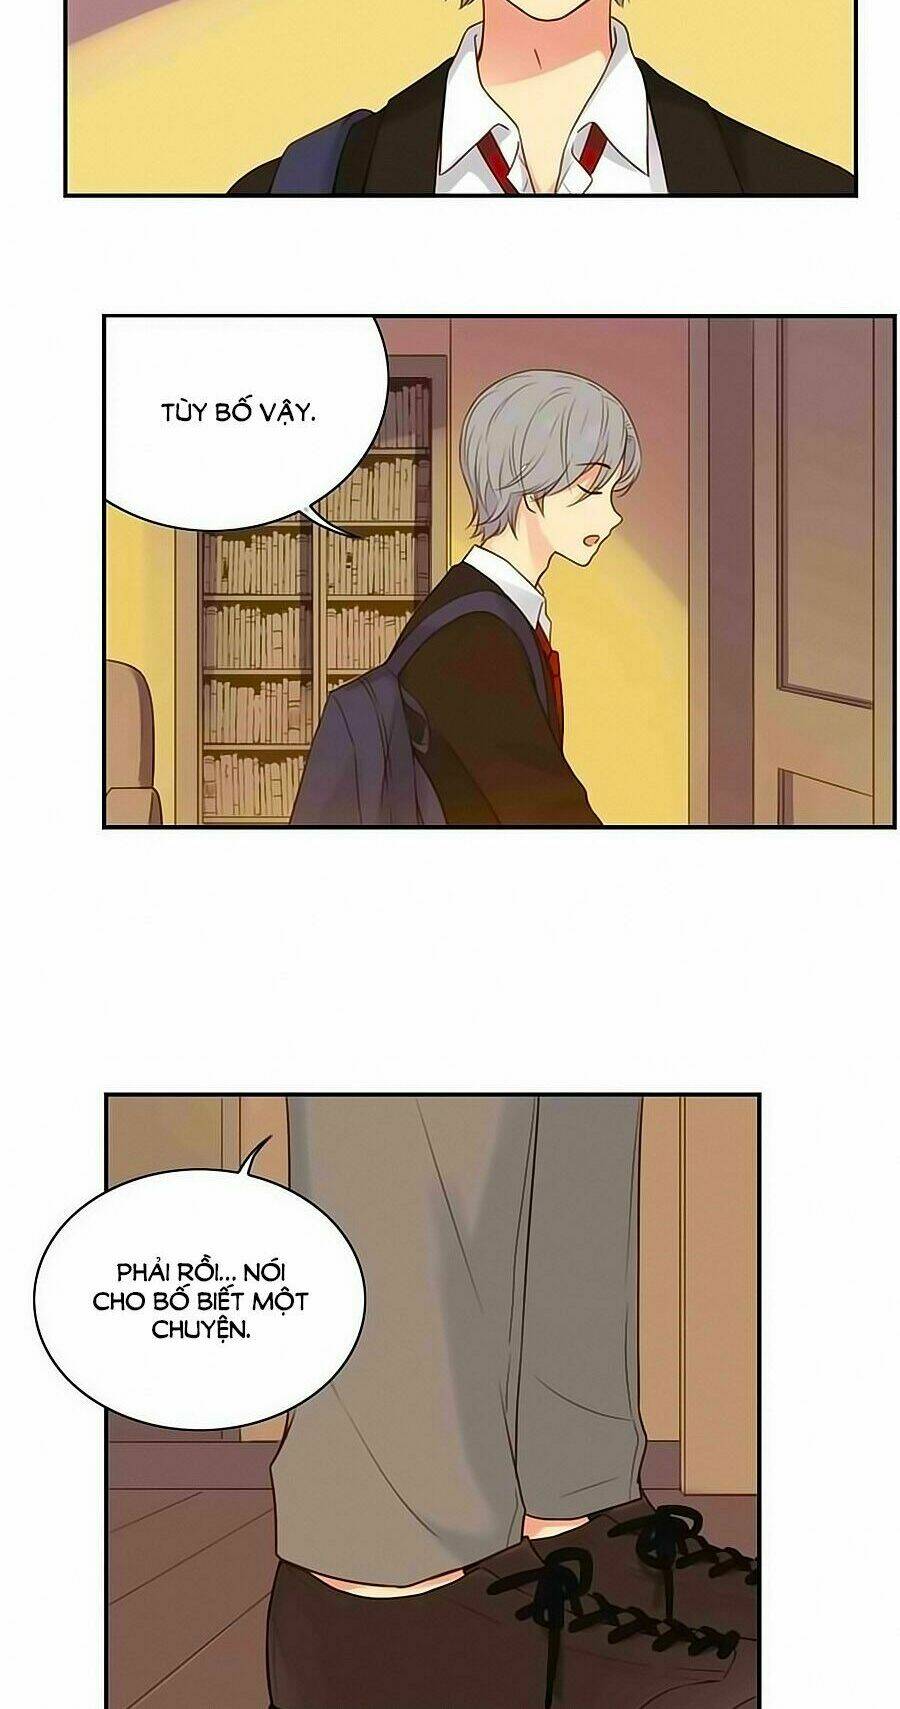 TÙY BỐ VẬY.
PHẢI RỒI... NÓI
CHO BỐ BIẾT MỘT
CHUYỆN.